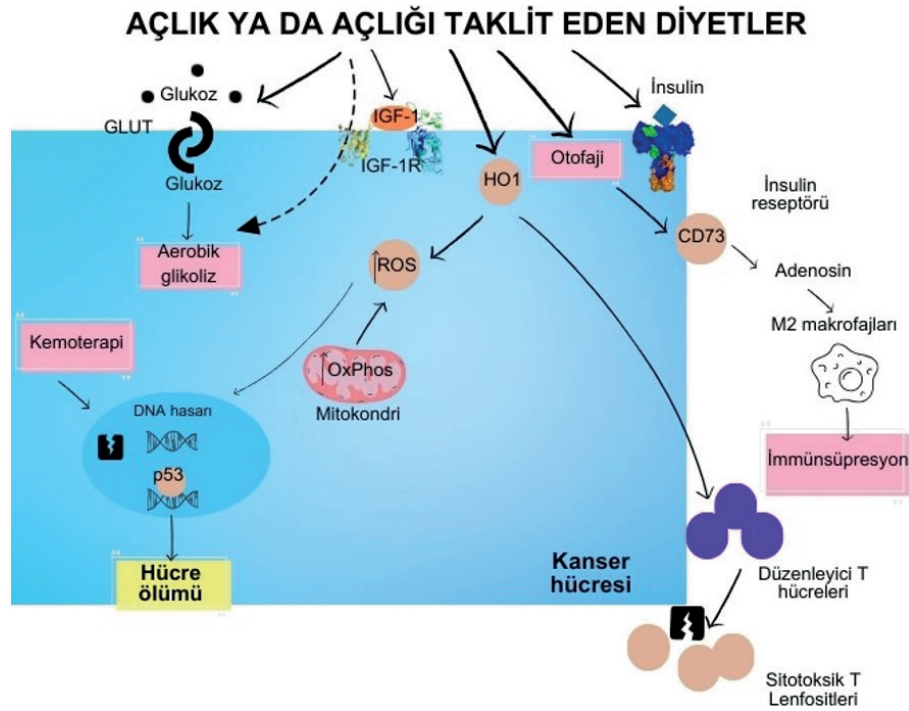 AÇLIK YA DA AÇLIĞI TAKLİT EDEN DİYETLER
Glukoz
GLUT
Glukoz
Aerobik
glikoliz
IGF-1
IGF-1R
HO1
Otofaji
İnsulin
İnsulin
reseptörü
CD73
Adenosin
M2 makrofajları
İmmünsüpresyon
ROS
OxPhos
Mitokondri
Kemoterapi
DNA hasarı
p53
Hücre
ölümü
Kanser
hücresi
Düzenleyici T
hücreleri
Sitotoksik T
Lenfositleri